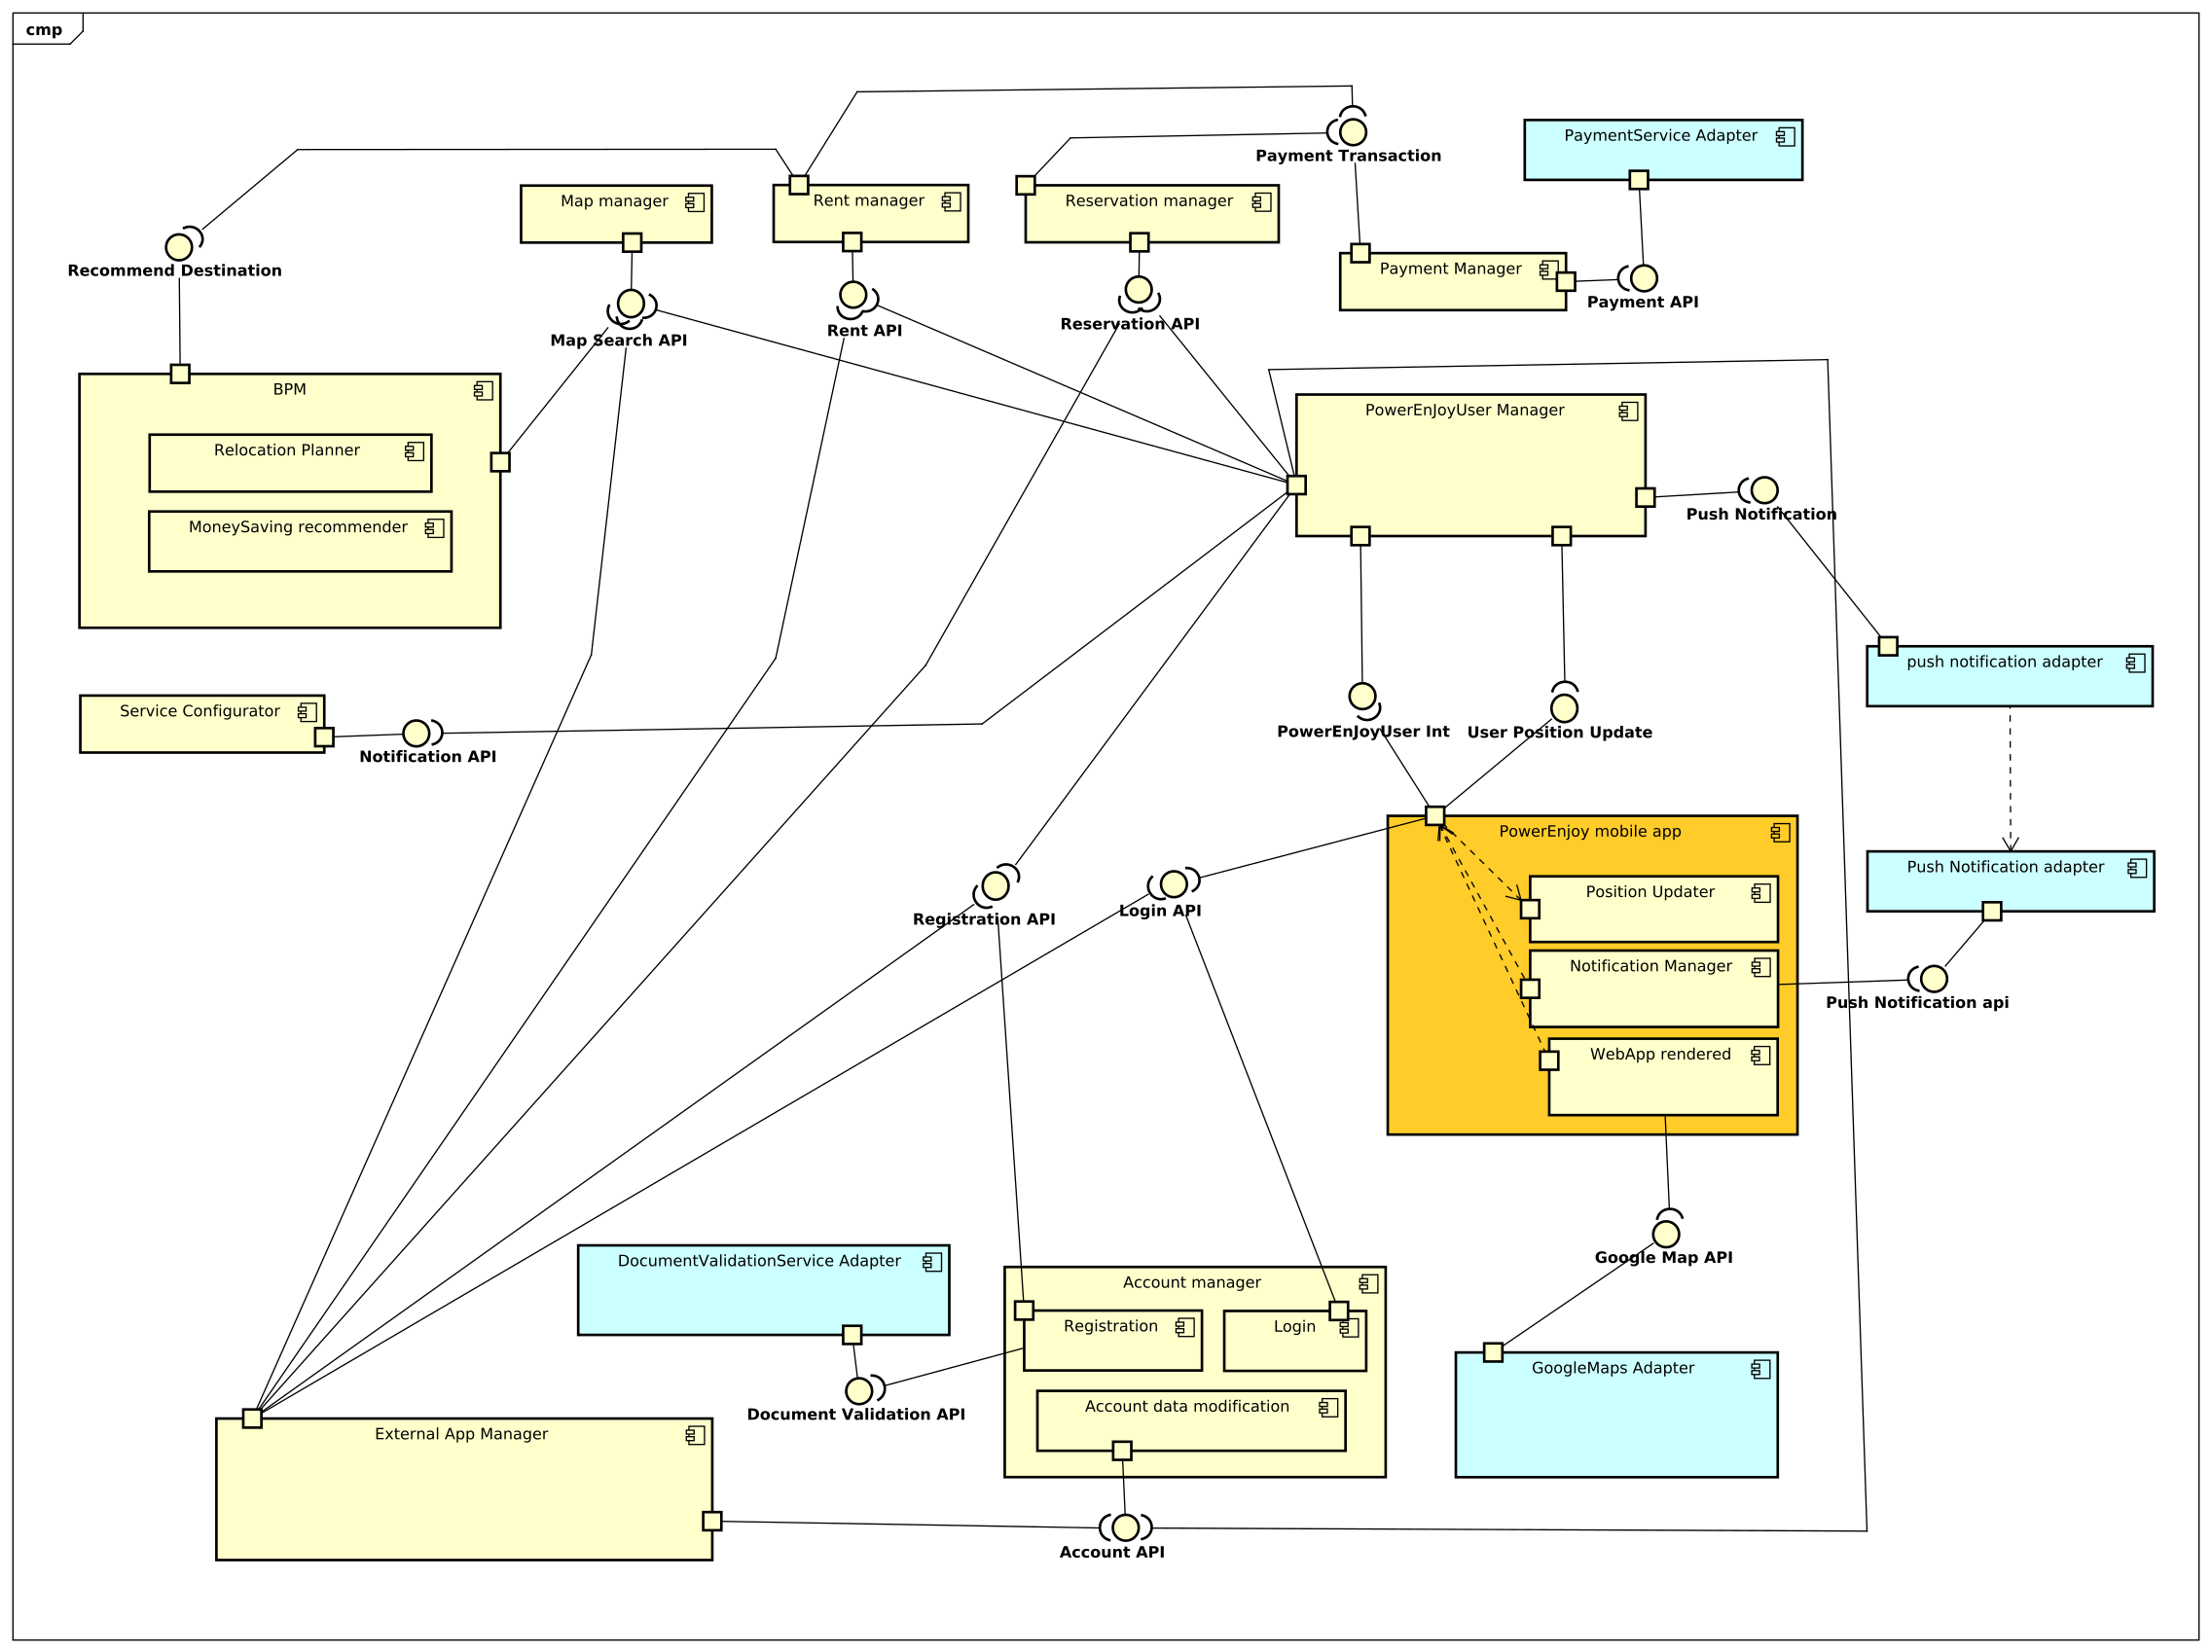 cmp
Payment Transaction
PaymentService Adapter
Map manager
Rent manager
Reservation manager
Recommend Destination
Payment Manager
Payment API
Map Search API
Rent API
Reservation API
BPM
Relocation Planner
MoneySaving recommender
PowerEnJoyUser Manager
Push Notification
push notification adapter
Service Configurator
Notification API
PowerEnJoyUser Int
User Position Update
PowerEnjoy mobile app
Push Notification adapter
Position Updater
Registration API
Login API
Notification Manager
Push Notification api
WebApp rendered
Google Map API
DocumentValidationService Adapter
Account manager
Registration
Login
GoogleMaps Adapter
Document Validation API
Account data modification
External App Manager
Account API